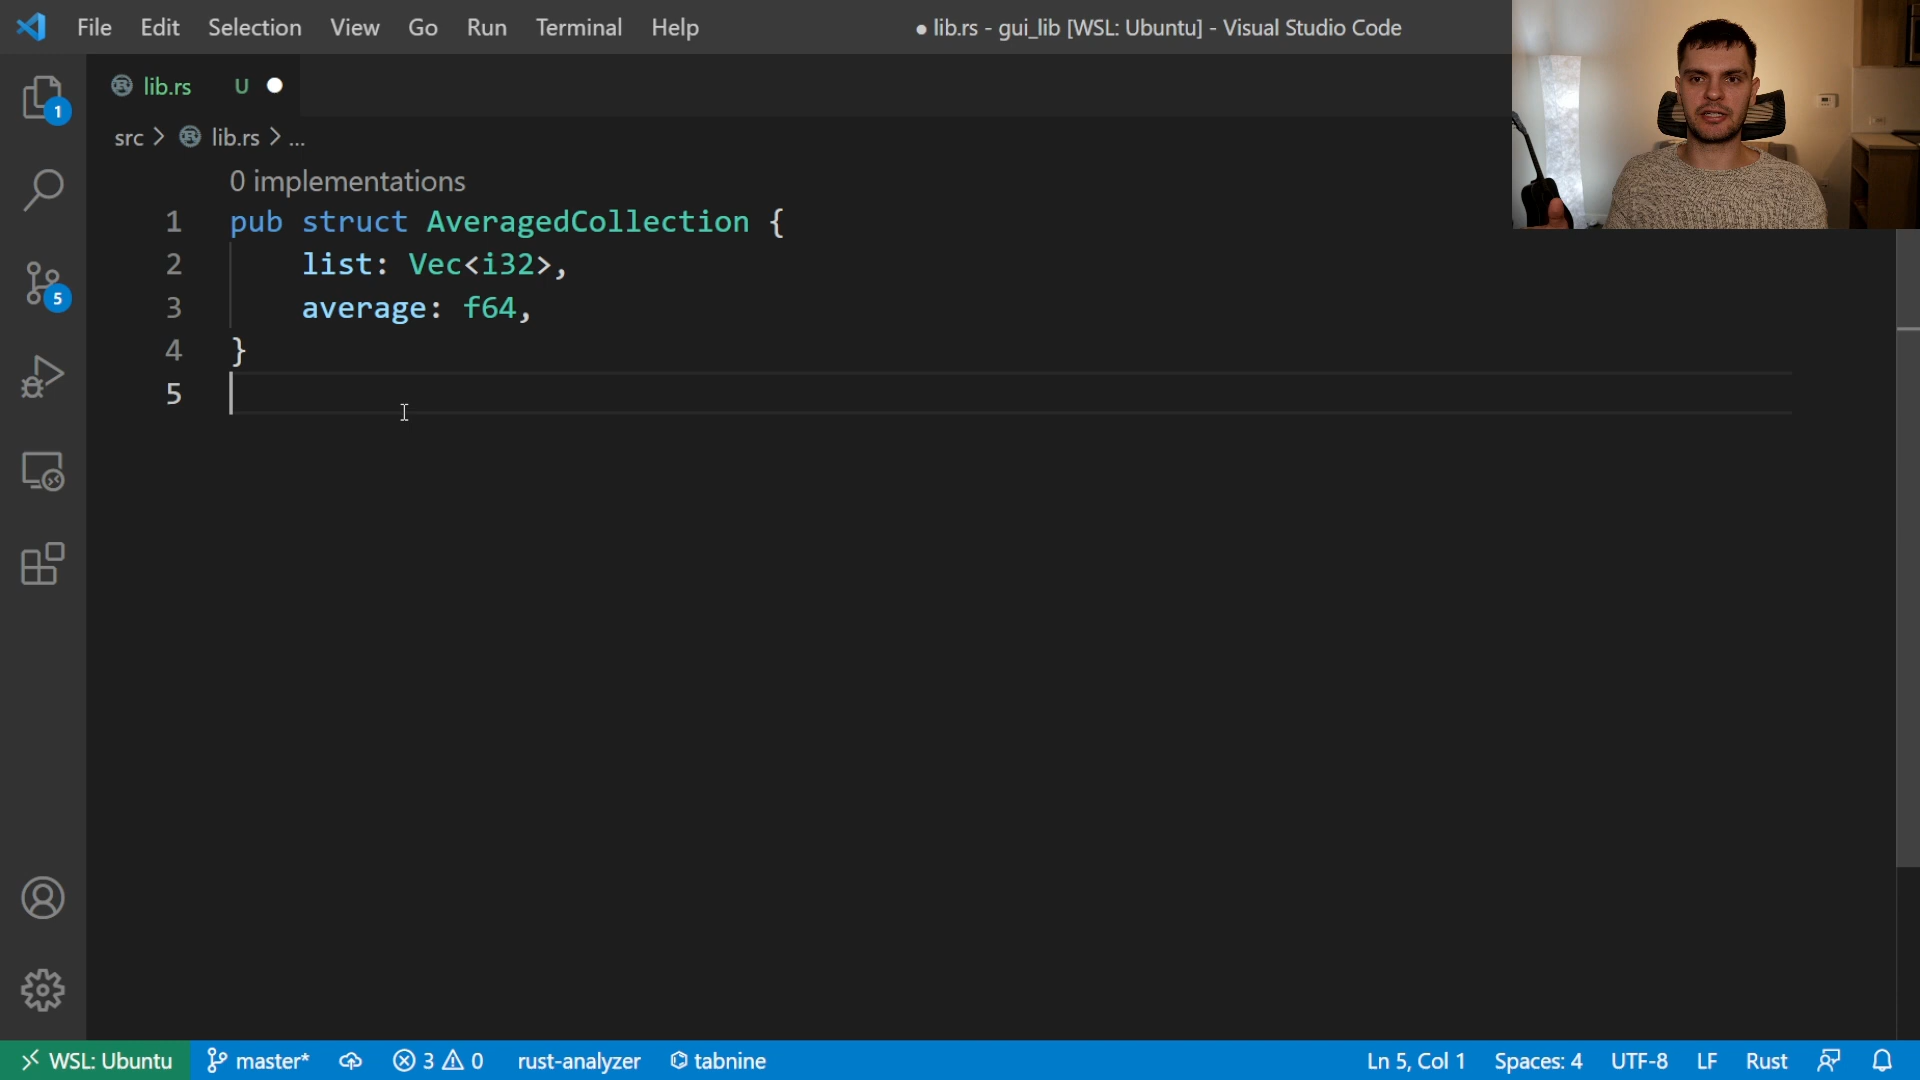 File Edit Selection View Go Run Terminal Help ● lib.rs - gui_lib [WSL: Ubuntu] - Visual Studio Code
lib.rs U
1
src > lib.rs > ...
0 implementations
1 pub struct AveragedCollection {
2 list: Vec<i32>,
3 average: f64,
4 }
5
5
WSL: Ubuntu master* 3 0 rust-analyzer tabnine Ln 5, Col 1 Spaces: 4 UTF-8 LF Rust